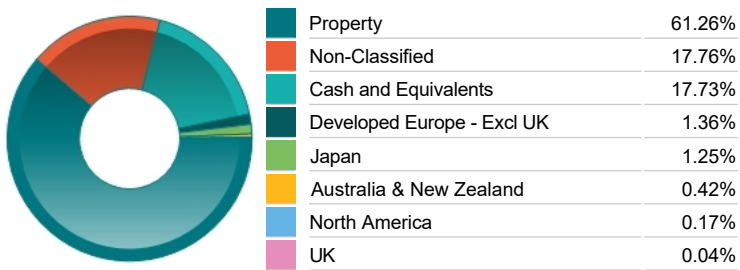 Property 61.26%
Non-Classified 17.76%
Cash and Equivalents 17.73%
Developed Europe - Excl UK 1.36%
Japan 1.25%
Australia & New Zealand 0.42%
North America 0.17%
UK 0.04%